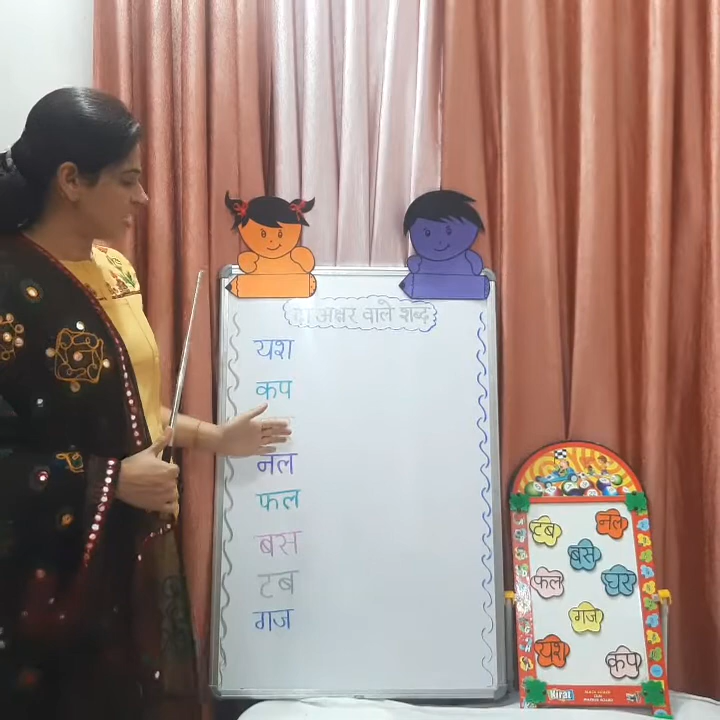 दो अक्षर वाले शब्द
यश
कप
नल
फल
बस
टब
गज
टब
नल
बस
फल
घर
गज
यश
कप
Kirat